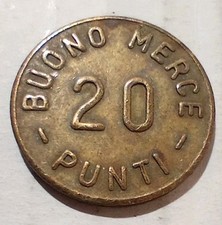 BUONO MERCE
20
- PUNTI -